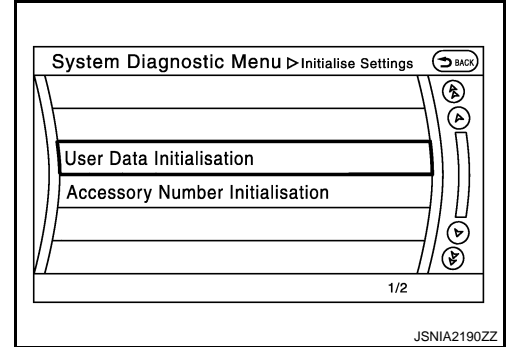 System Diagnostic Menu ▷ Initialise Settings BACK
User Data Initialisation
Accessory Number Initialisation
1/2
JSNIA2190ZZ